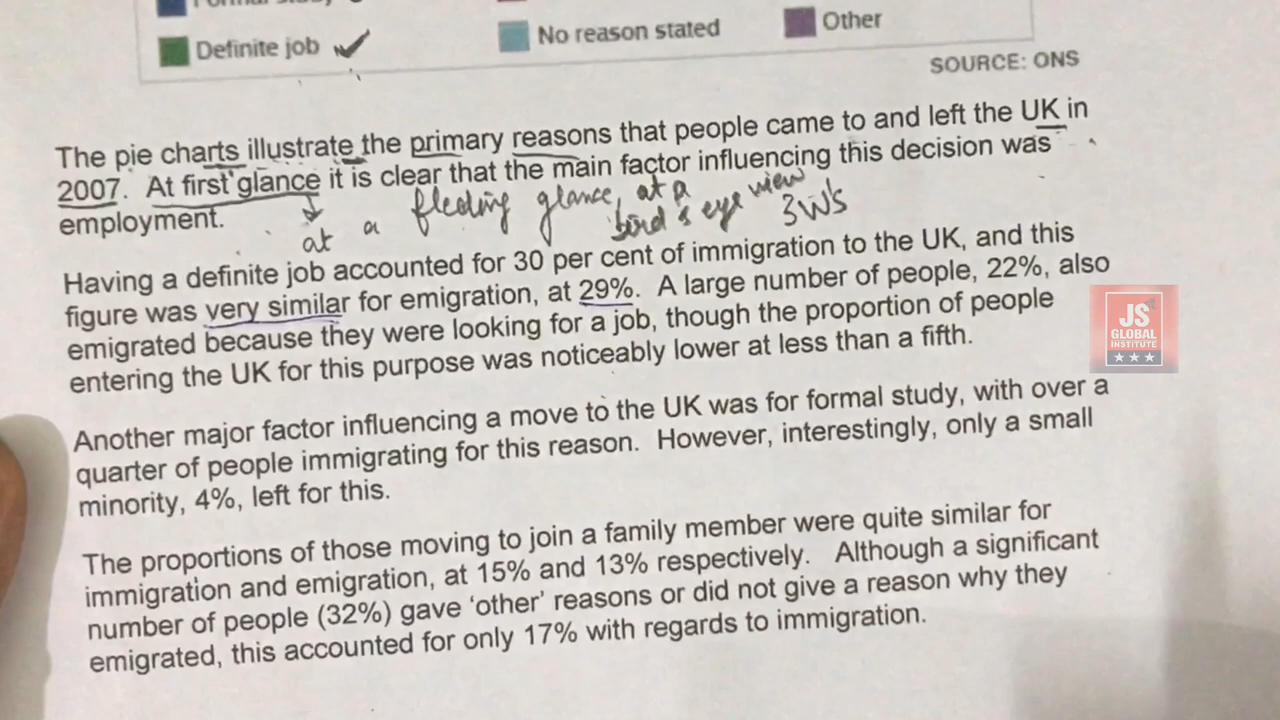 Definite job
No reason stated
Other
SOURCE: ONS
The pie charts illustrate the primary reasons that people came to and left the UK in
2007. At first glance it is clear that the main factor influencing this decision was
employment.
at a fleeding glance, at a
bird's eye view
3W's
Having a definite job accounted for 30 per cent of immigration to the UK, and this
figure was very similar for emigration, at 29%. A large number of people, 22%, also
emigrated because they were looking for a job, though the proportion of people
entering the UK for this purpose was noticeably lower at less than a fifth.
JS
GLOBAL
INSTITUTE
Another major factor influencing a move to the UK was for formal study, with over a
quarter of people immigrating for this reason. However, interestingly, only a small
minority, 4%, left for this.
The proportions of those moving to join a family member were quite similar for
immigration and emigration, at 15% and 13% respectively. Although a significant
number of people (32%) gave 'other' reasons or did not give a reason why they
emigrated, this accounted for only 17% with regards to immigration.